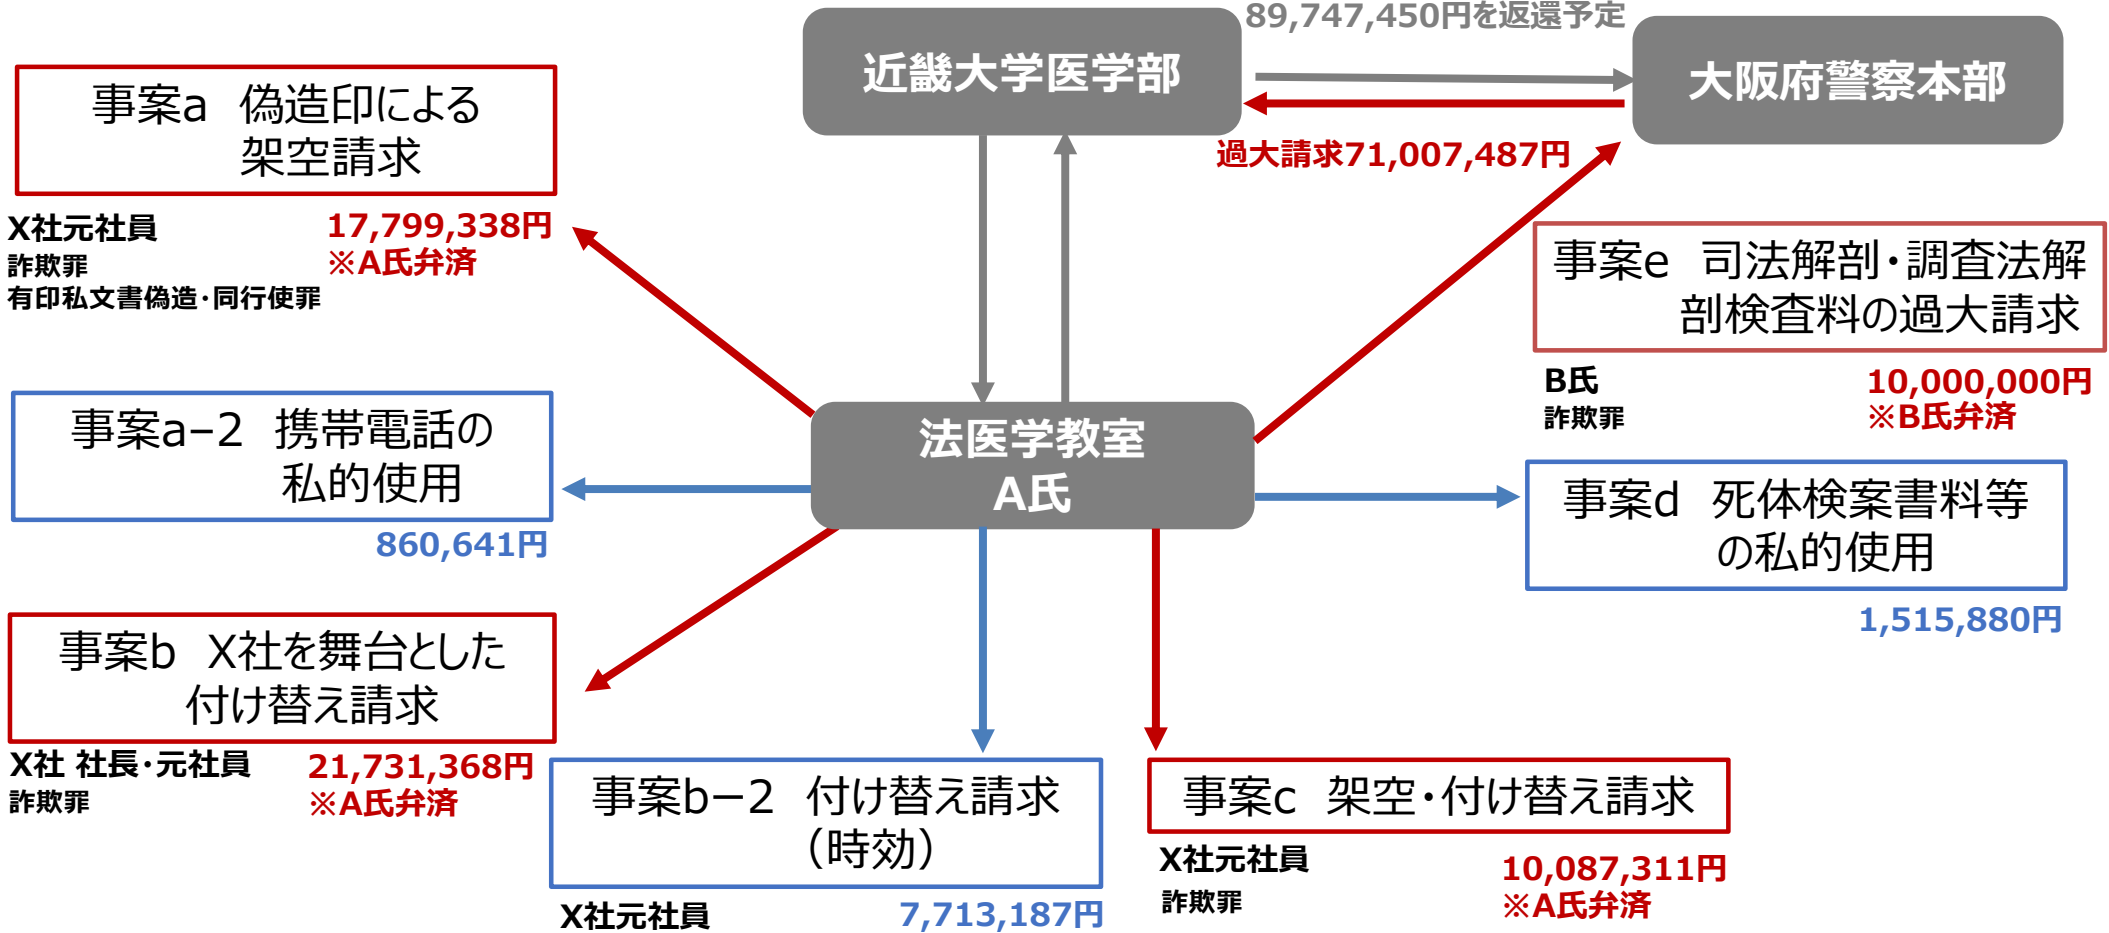 89,747,450円を返還予定
近畿大学医学部
大阪府警察本部
過大請求71,007,487円
事案a 偽造印による
架空請求
X社元社員
詐欺罪
有印私文書偽造・同行使罪
17,799,338円
※A氏弁済
事案e 司法解剖・調査法解
剖検査料の過大請求
B氏
詐欺罪
10,000,000円
※B氏弁済
事案a−2 携帯電話の
私的使用
860,641円
法医学教室
A氏
事案d 死体検案書料等
の私的使用
1,515,880円
事案b X社を舞台とした
付け替え請求
X社 社長・元社員
詐欺罪
21,731,368円
※A氏弁済
事案b−2 付け替え請求
（時効）
X社元社員
7,713,187円
事案c 架空・付け替え請求
X社元社員
詐欺罪
10,087,311円
※A氏弁済